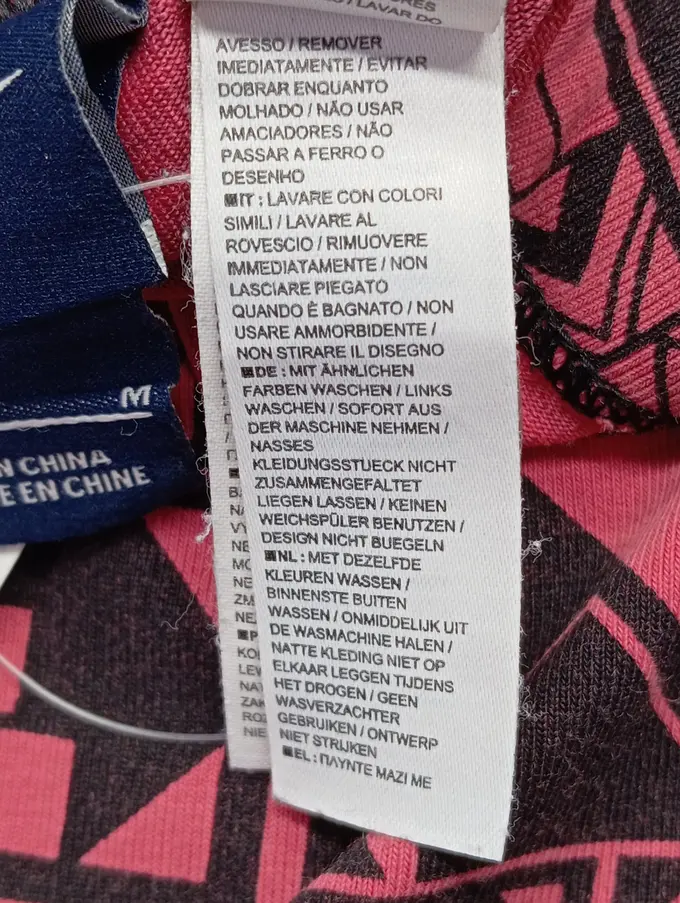 LAVAR DO
AVESSO / REMOVER
IMEDIATAMENTE / EVITAR
DOBRAR ENQUANTO
MOLHADO / NÃO USAR
AMACIADORES / NÃO
PASSAR A FERRO O
DESENHO
IT : LAVARE CON COLORI
SIMILI / LAVARE AL
ROVESCIO / RIMUOVERE
IMMEDIATAMENTE / NON
LASCIARE PIEGATO
QUANDO È BAGNATO / NON
USARE AMMORBIDENTE /
NON STIRARE IL DISEGNO
DE : MIT ÄHNLICHEN
FARBEN WASCHEN / LINKS
WASCHEN / SOFORT AUS
DER MASCHINE NEHMEN /
NASSES
KLEIDUNGSSTUECK NICHT
ZUSAMMENGEFALTET
LIEGEN LASSEN / KEINEN
WEICHSPÜLER BENUTZEN /
DESIGN NICHT BUEGELN
NL : MET DEZELFDE
KLEUREN WASSEN /
BINNENSTE BUITEN
WASSEN / ONMIDDELIJK UIT
DE WASMACHINE HALEN /
NATTE KLEDING NIET OP
ELKAAR LEGGEN TIJDENS
HET DROGEN / GEEN
WASVERZACHTER
GEBRUIKEN / ONTWERP
NIET STRIJKEN
EL : ΠΛΥΝΤΕ ΜΑΖΙ ΜΕ
M
N CHINA
E EN CHINE